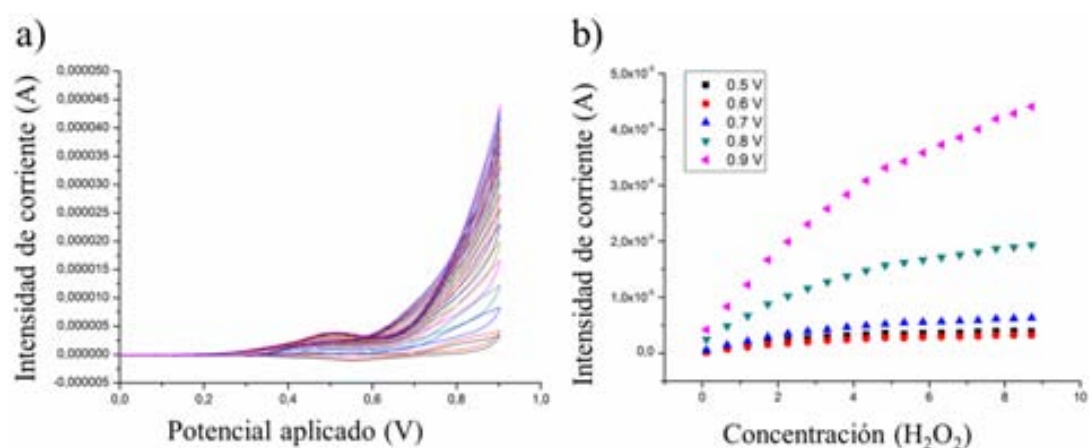 a)
Intensidad de corriente (A)
0,000050
0,000045
0,000040
0,000035
0,000030
0,000025
0,000020
0,000015
0,000010
0,000005
0,000000
-0,000005
0,0 0,2 0,4 0,6 0,8 1,0
Potencial aplicado (V)
b)
Intensidad de corriente (A)
0.5 V
0.6 V
0.7 V
0.8 V
0.9 V
0,0
0 2 4 6 8 10
Concentración (H₂O₂)